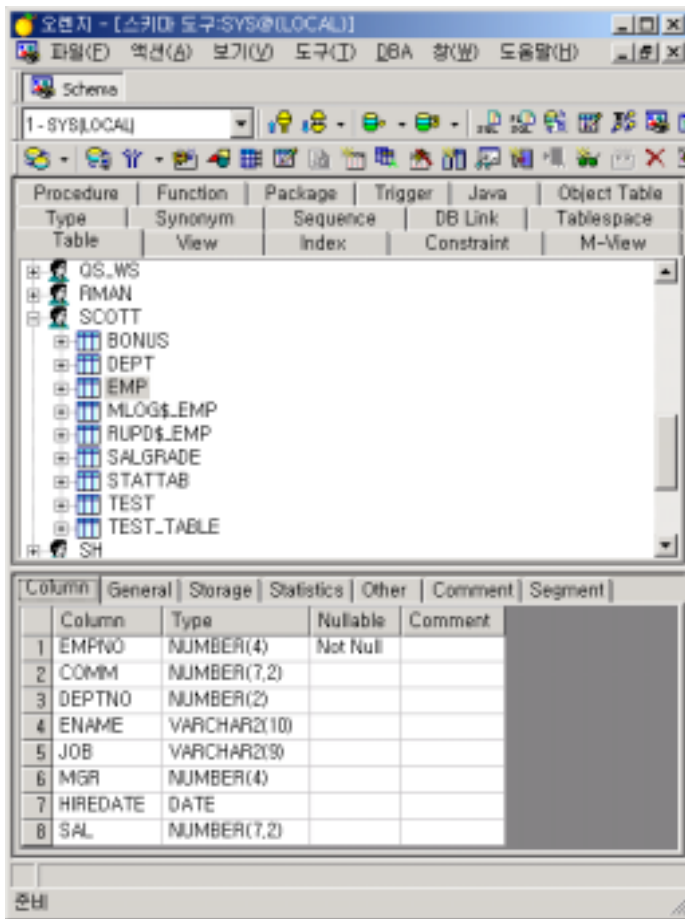 오렌지 - [스키마 도구:SYS@(LOCAL)]
파일(F) 액션(A) 보기(V) 도구(T) DBA 창(W) 도움말(H)
Schema
1 - SYS(LOCAL)
Procedure Function Package Trigger Java Object Table
Type Synonym Sequence DB Link Tablespace
Table View Index Constraint M-View
QS_WS
RMAN
SCOTT
BONUS
DEPT
EMP
MLOG$_EMP
RUPD$_EMP
SALGRADE
STATTAB
TEST
TEST_TABLE
SH
Column General Storage Statistics Other Comment Segment
Column Type Nullable Comment
1 EMPNO NUMBER(4) Not Null
2 COMM NUMBER(7,2)
3 DEPTNO NUMBER(2)
4 ENAME VARCHAR2(10)
5 JOB VARCHAR2(9)
6 MGR NUMBER(4)
7 HIREDATE DATE
8 SAL NUMBER(7,2)
준비